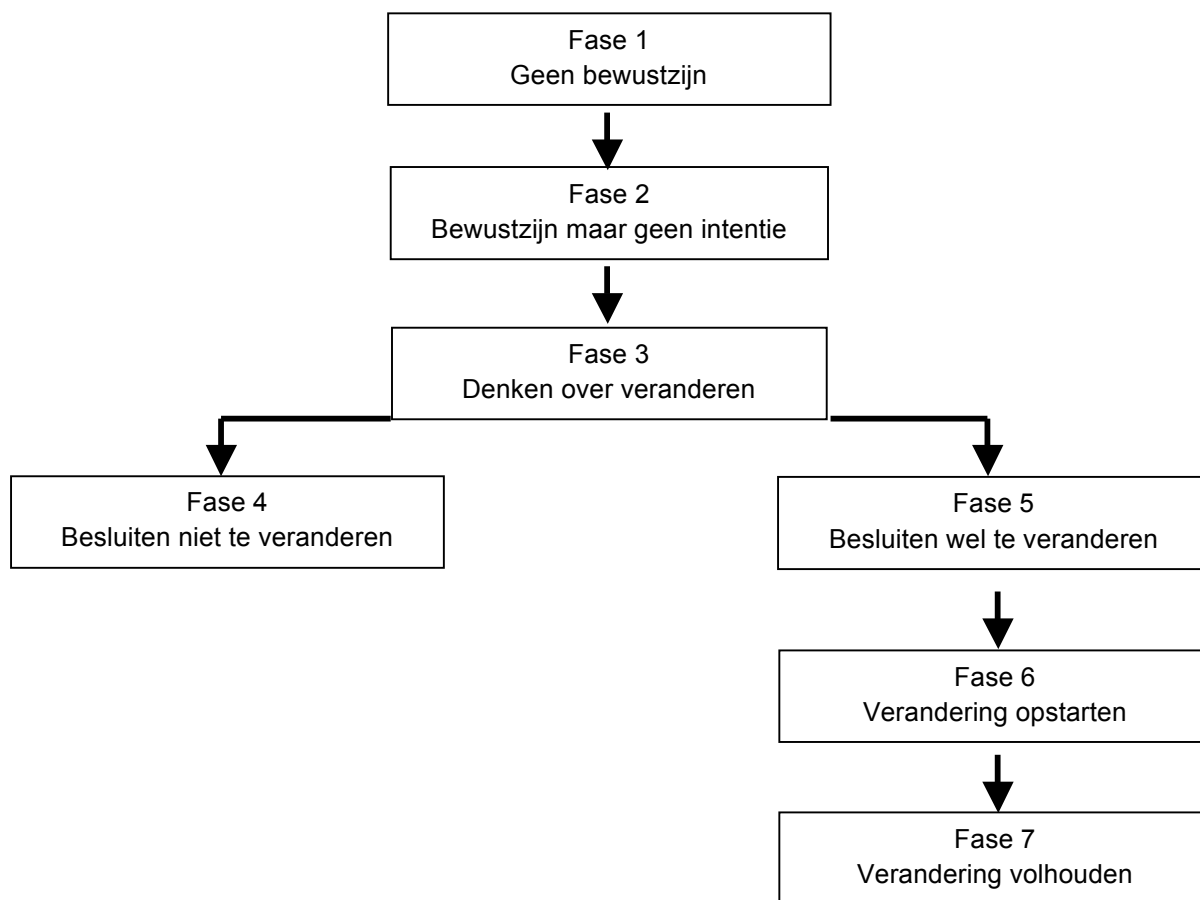 Fase 1
Geen bewustzijn
Fase 2
Bewustzijn maar geen intentie
Fase 3
Denken over veranderen
Fase 4
Besluiten niet te veranderen
Fase 5
Besluiten wel te veranderen
Fase 6
Verandering opstarten
Fase 7
Verandering volhouden